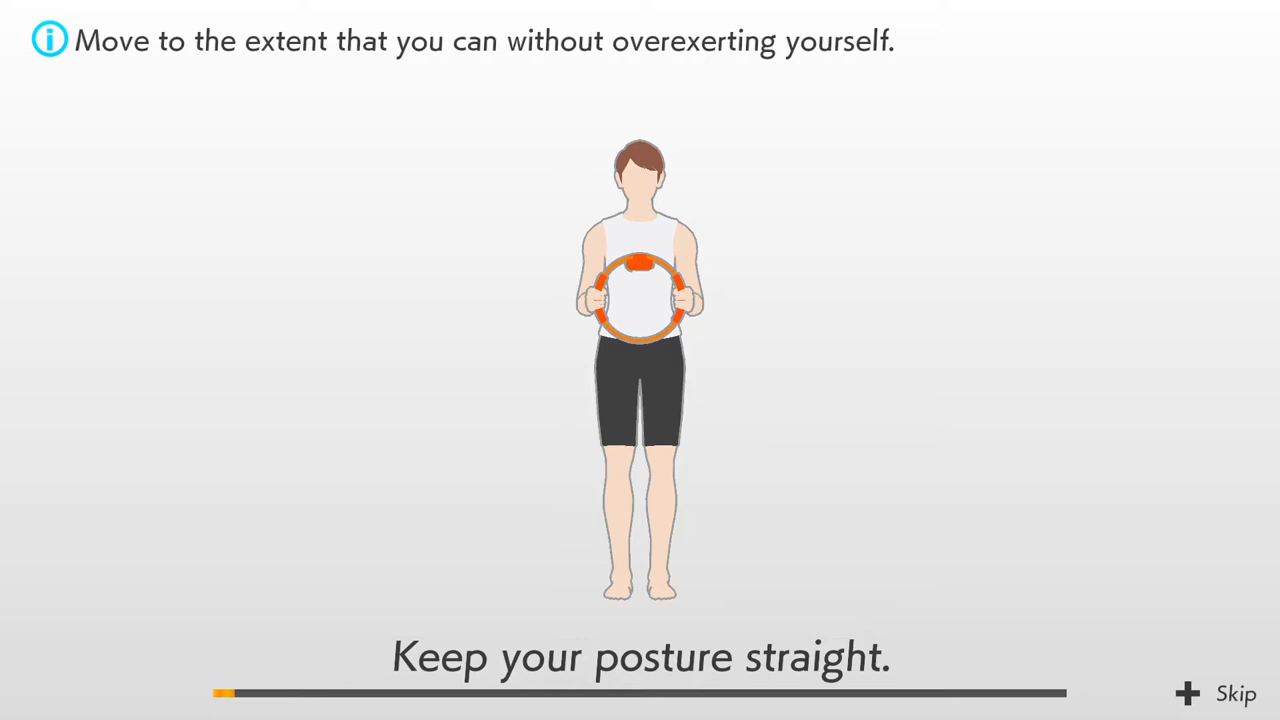 Move to the extent that you can without overexerting yourself.
Keep your posture straight.
Skip